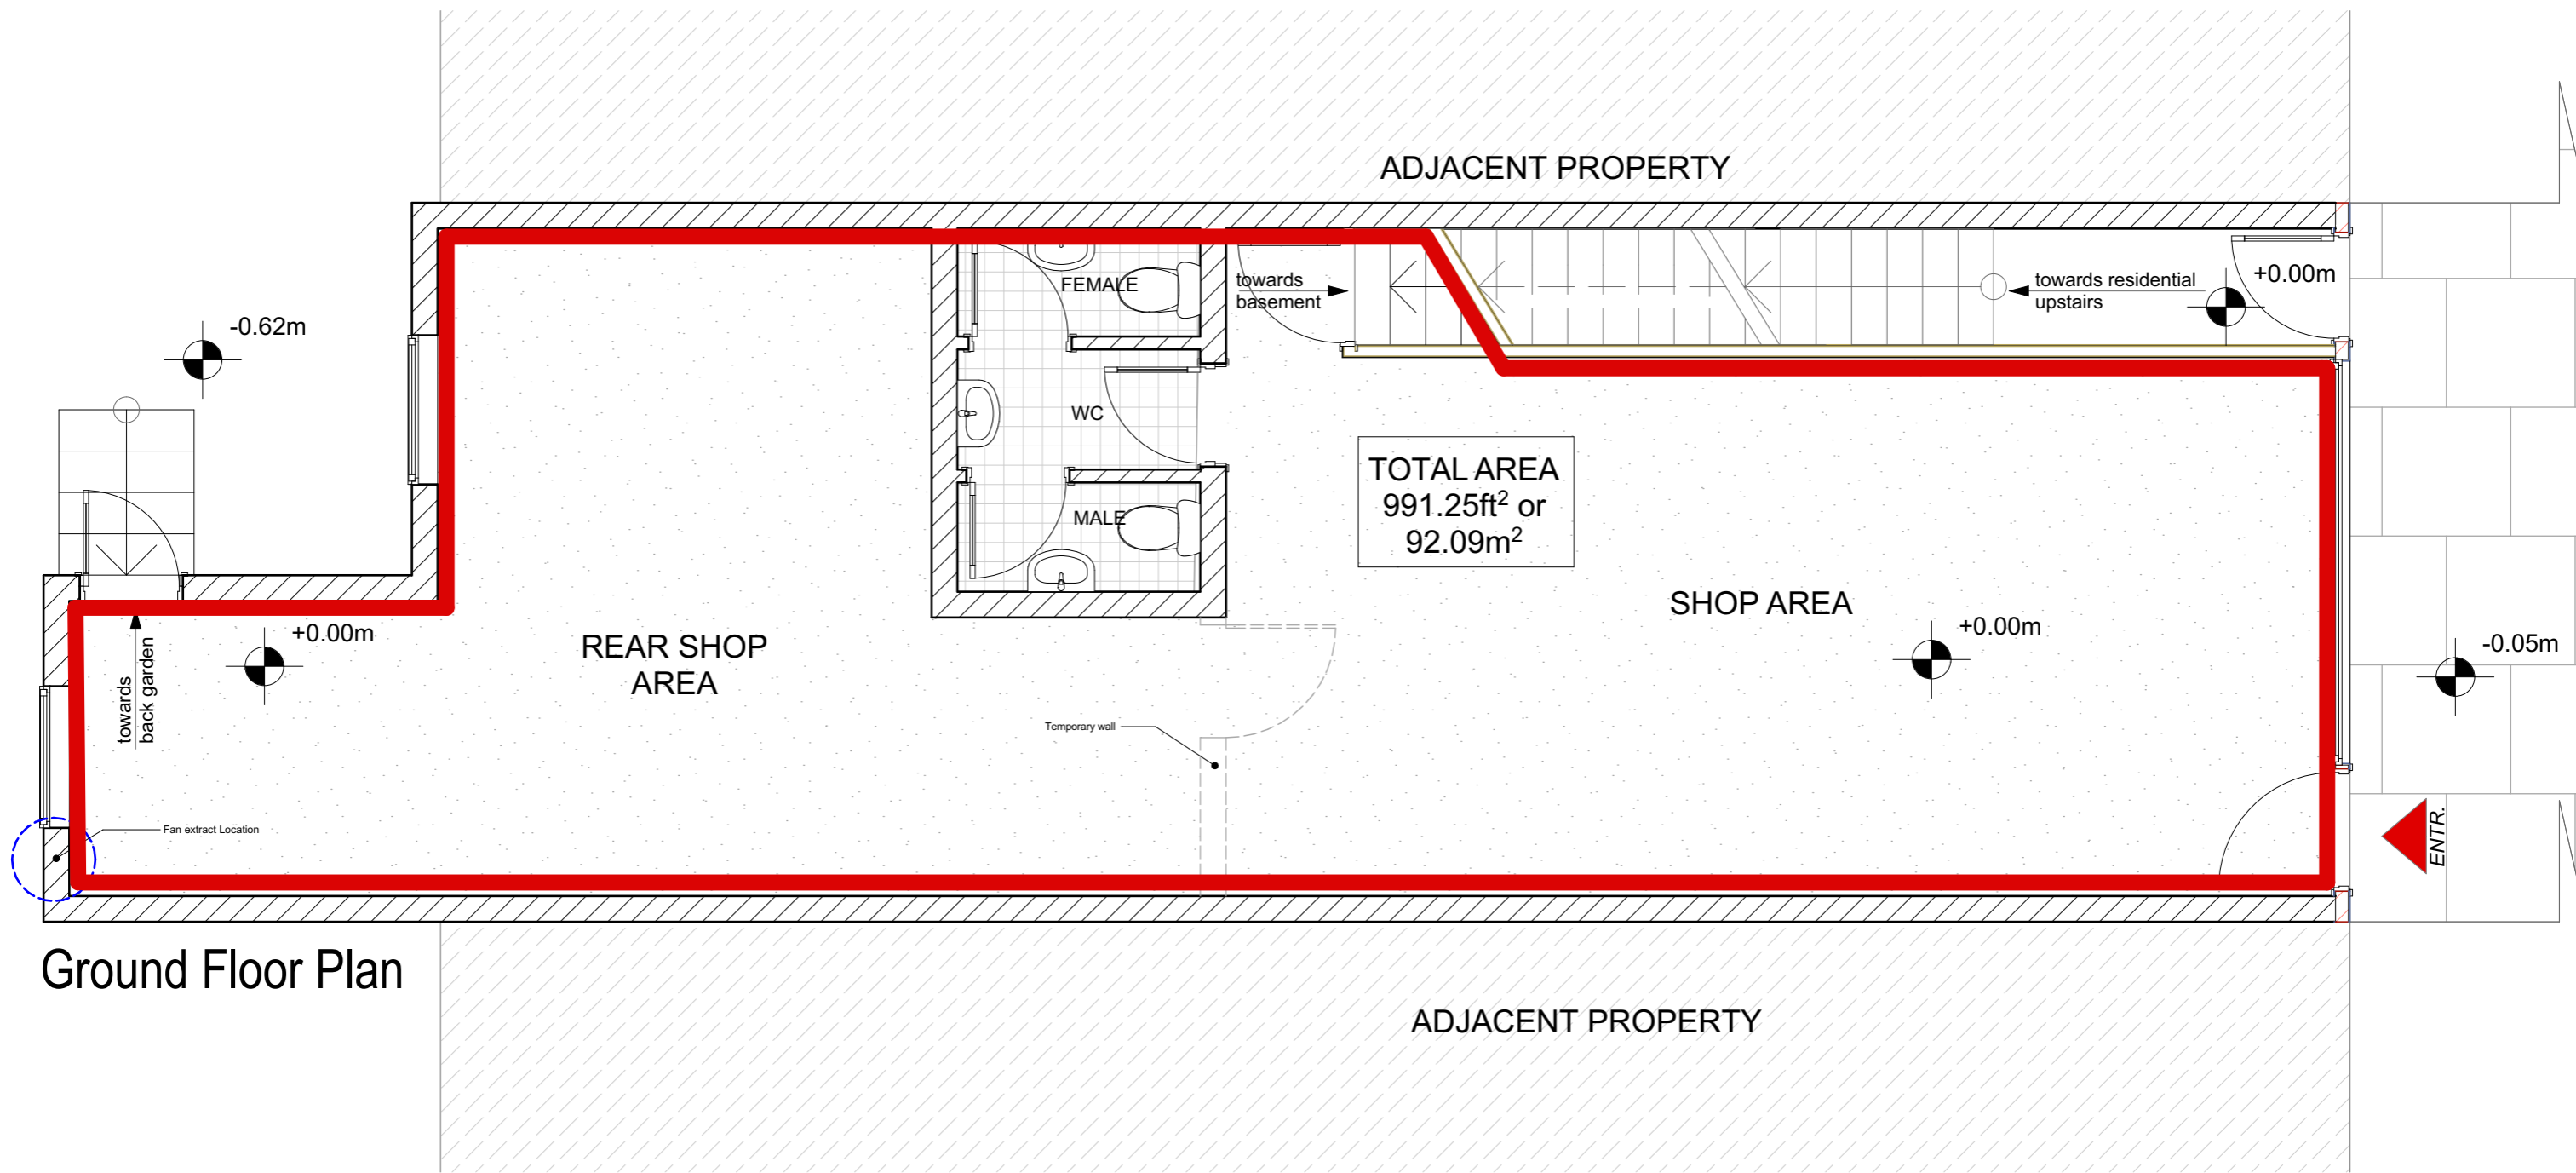 ADJACENT PROPERTY
FEMALE
towards
basement
towards residential
upstairs
+0.00m
-0.62m
WC
TOTAL AREA
991.25ft² or
92.09m²
MALE
SHOP AREA
+0.00m
+0.00m
-0.05m
REAR SHOP
AREA
towards
back garden
Temporary wall
Fan extract Location
ENTR.
Ground Floor Plan
ADJACENT PROPERTY